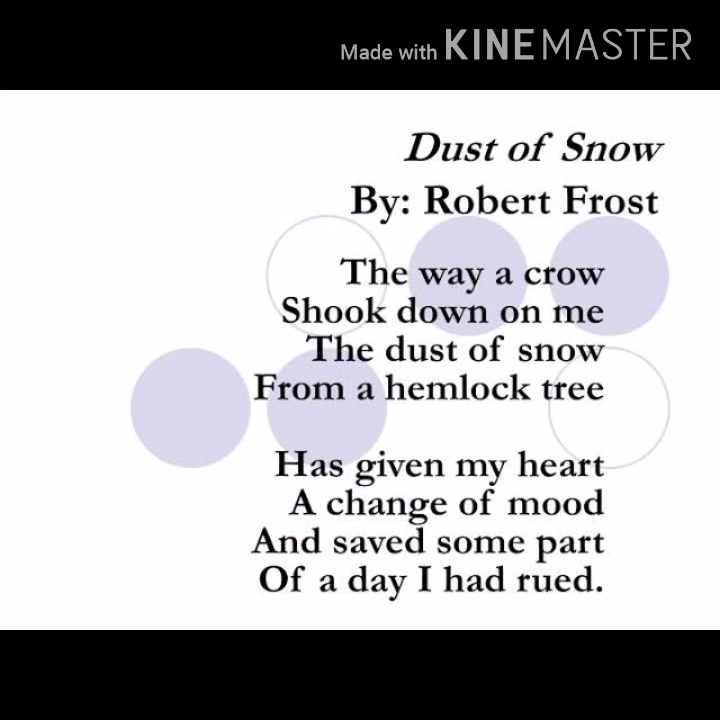 Made with KINEMASTER
Dust of Snow
By: Robert Frost
The way a crow
Shook down on me
The dust of snow
From a hemlock tree
Has given my heart
A change of mood
And saved some part
Of a day I had rued.